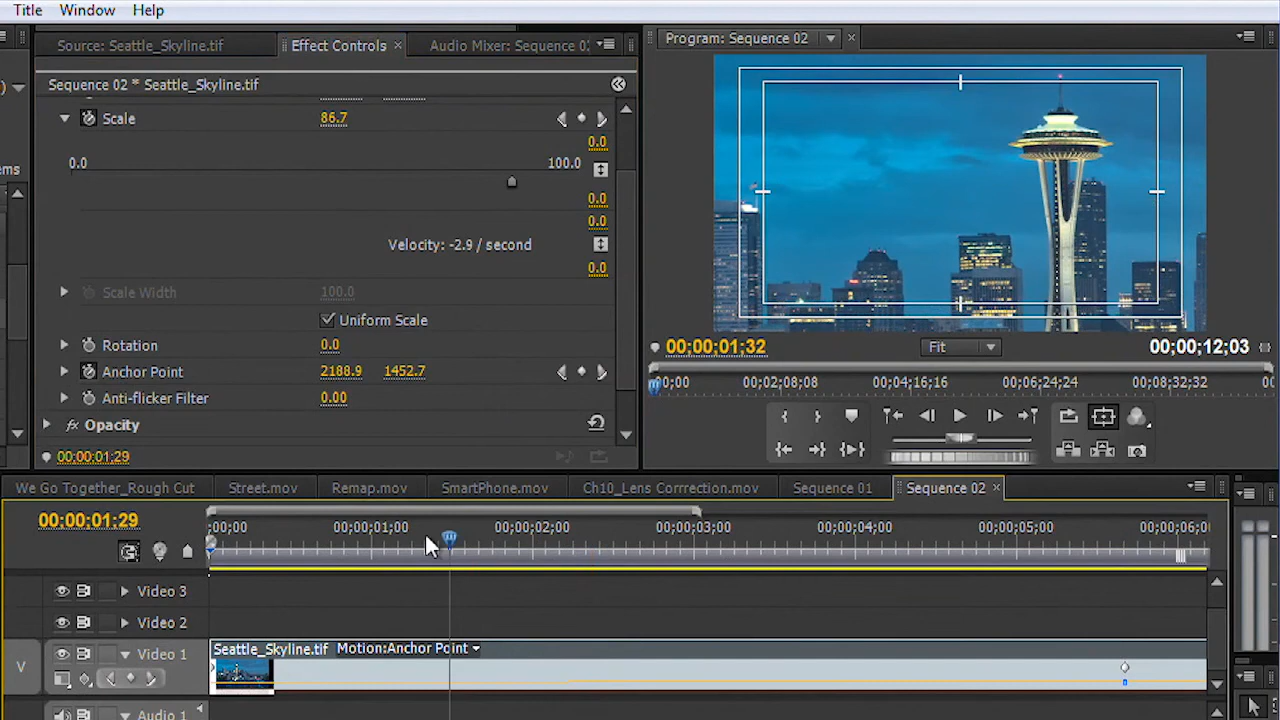 Title Window Help
Source: Seattle_Skyline.tif Effect Controls × Audio Mixer: Sequence 0
Program: Sequence 02
Sequence 02 * Seattle_Skyline.tif
Scale 86.7
0.0
0.0 100.0
0.0
0.0
Velocity: -2.9 / second
0.0
Scale Width 100.0
Uniform Scale
Rotation 0.0
Anchor Point 2188.9 1452.7
Anti-flicker Filter 0.00
fx Opacity
00:00:01:29
ems
00;00;01;32 Fit 00;00;12;03
;00;00 00;02;08;08 00;04;16;16 00;06;24;24 00;08;32;32
We Go Together_Rough Cut Street.mov Remap.mov SmartPhone.mov Ch10_Lens Corrrection.mov Sequence 01 Sequence 02 ×
00:00:01:29
:00:00 00:00:01:00 00:00:02:00 00:00:03:00 00:00:04:00 00:00:05:00 00:00:06:0
Video 3
Video 2
V Video 1 Seattle_Skyline.tif Motion:Anchor Point
Audio 1